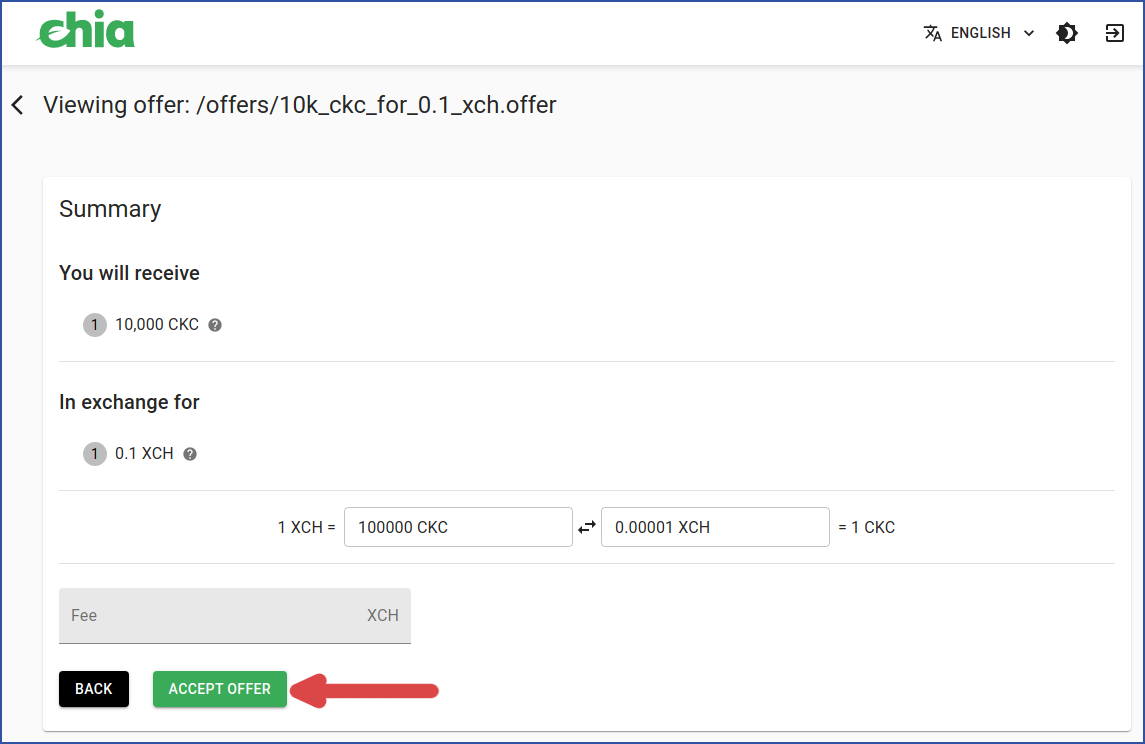 chia
ENGLISH
Viewing offer: /offers/10k_ckc_for_0.1_xch.offer
Summary
You will receive
1 10,000 CKC ?
In exchange for
1 0.1 XCH ?
1 XCH = 100000 CKC 0.00001 XCH = 1 CKC
Fee XCH
BACK ACCEPT OFFER